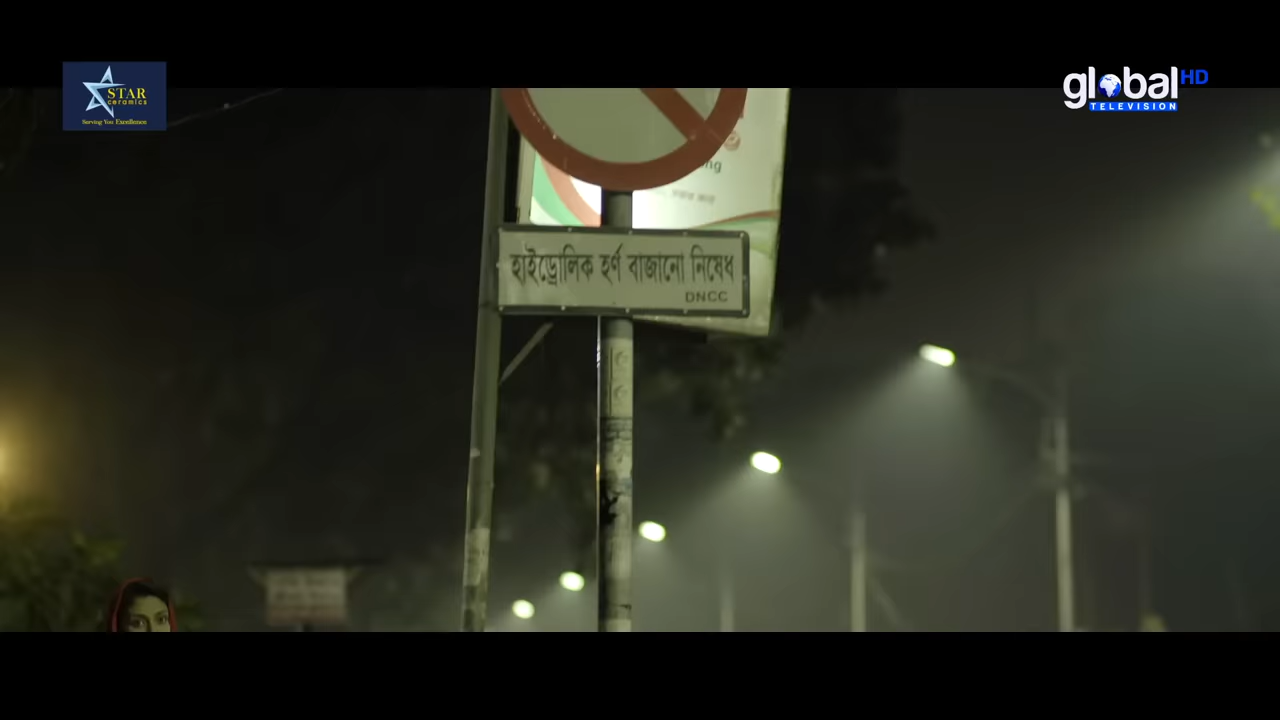 STAR
ceramics
Serving You Excellence
global HD
TELEVISION
হাইড্রোলিক হর্ণ বাজানো নিষেধ
DNCC